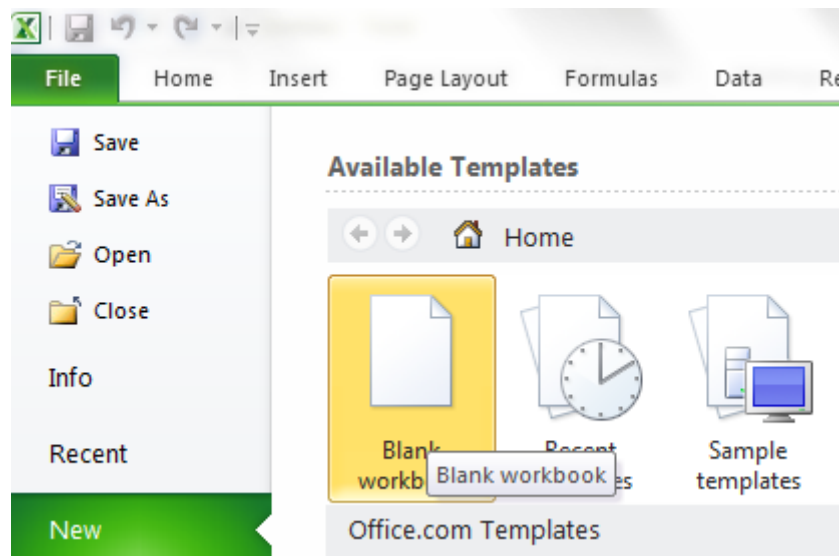 File Home Insert Page Layout Formulas Data
Save
Save As
Open
Close
Info
Recent
New
Available Templates
Home
Blank
Sample
templates
Blank workbook
Office.com Templates